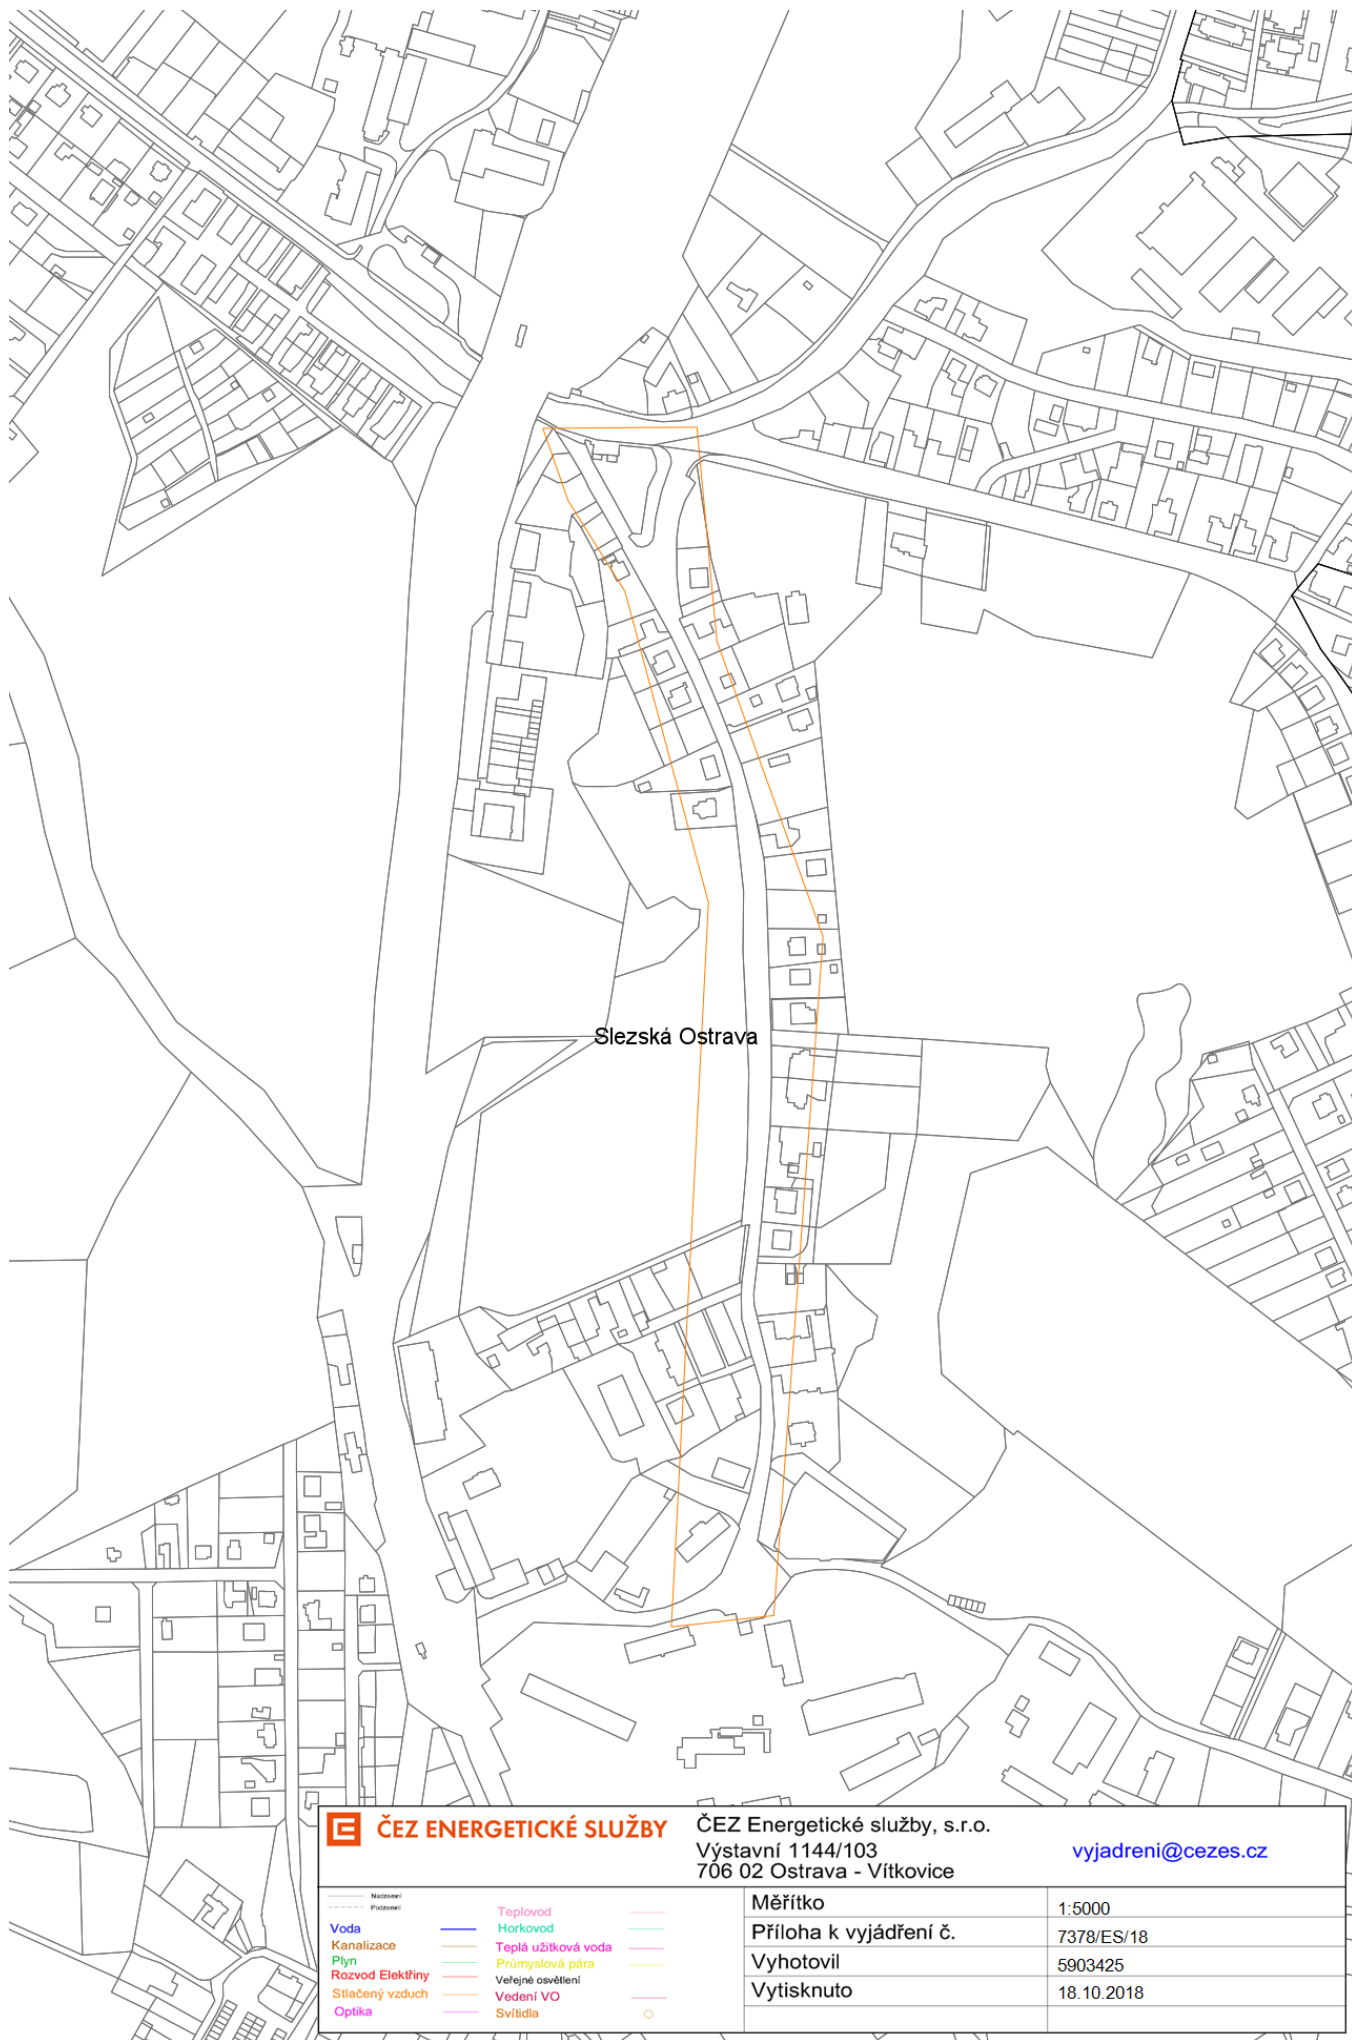 Slezská Ostrava
ČEZ ENERGETICKÉ SLUŽBY
ČEZ Energetické služby, s.r.o.
Výstavní 1144/103
706 02 Ostrava - Vítkovice
vyjadreni@cezes.cz
Nadzemní
Podzemní
Voda
Kanalizace
Plyn
Rozvod Elektřiny
Stlačený vzduch
Optika
Teplovod
Horkovod
Teplá užitková voda
Průmyslová pára
Veřejné osvětlení
Vedení VO
Svítidla
Měřítko 1:5000
Příloha k vyjádření č. 7378/ES/18
Vyhotovil 5903425
Vytisknuto 18.10.2018